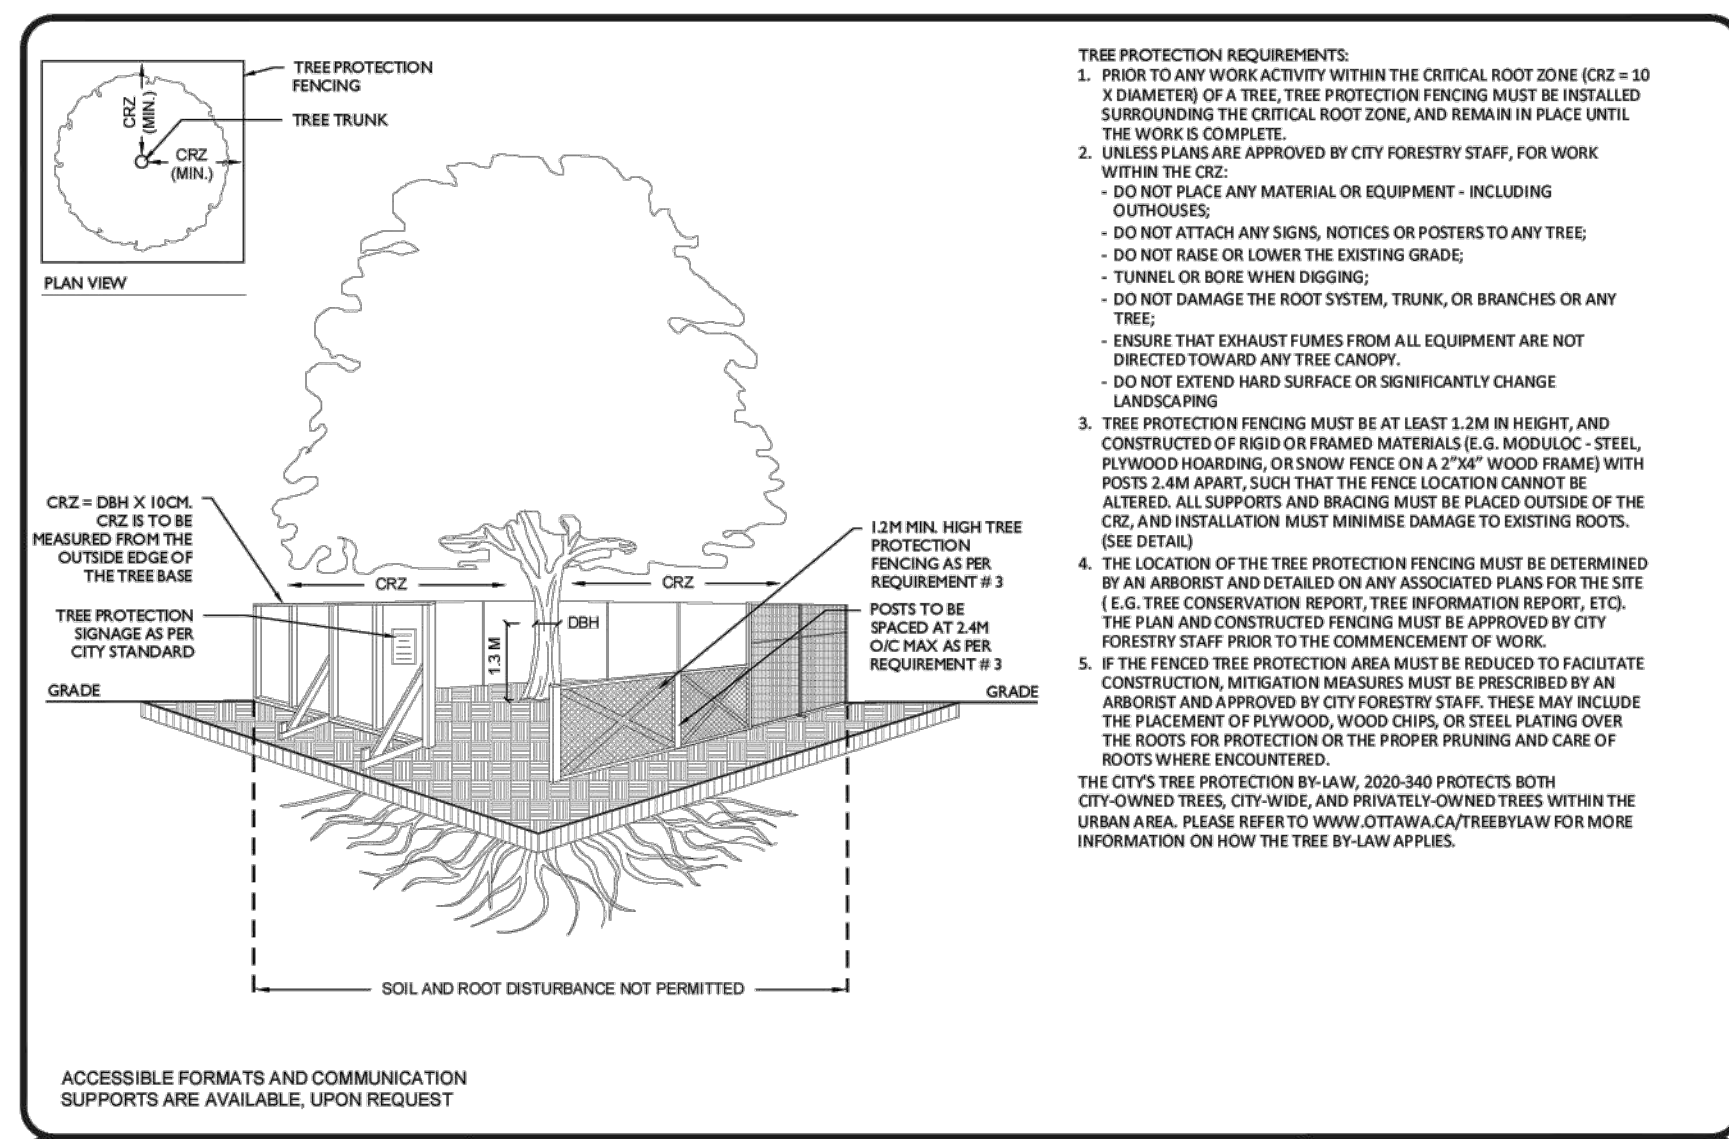 TREE PROTECTION
FENCING
TREE TRUNK
CRZ
(MIN.)
CRZ
(MIN.)
PLAN VIEW
CRZ = DBH X 10CM.
CRZ IS TO BE
MEASURED FROM THE
OUTSIDE EDGE OF
THE TREE BASE
TREE PROTECTION
SIGNAGE AS PER
CITY STANDARD
GRADE
CRZ
CRZ
DBH
1.3 M
1.2M MIN. HIGH TREE
PROTECTION
FENCING AS PER
REQUIREMENT # 3
POSTS TO BE
SPACED AT 2.4M
O/C MAX AS PER
REQUIREMENT # 3
GRADE
SOIL AND ROOT DISTURBANCE NOT PERMITTED
ACCESSIBLE FORMATS AND COMMUNICATION
SUPPORTS ARE AVAILABLE, UPON REQUEST
TREE PROTECTION REQUIREMENTS:
1. PRIOR TO ANY WORK ACTIVITY WITHIN THE CRITICAL ROOT ZONE (CRZ = 10
X DIAMETER) OF A TREE, TREE PROTECTION FENCING MUST BE INSTALLED
SURROUNDING THE CRITICAL ROOT ZONE, AND REMAIN IN PLACE UNTIL
THE WORK IS COMPLETE.
2. UNLESS PLANS ARE APPROVED BY CITY FORESTRY STAFF, FOR WORK
WITHIN THE CRZ:
- DO NOT PLACE ANY MATERIAL OR EQUIPMENT - INCLUDING
OUTHOUSES;
- DO NOT ATTACH ANY SIGNS, NOTICES OR POSTERS TO ANY TREE;
- DO NOT RAISE OR LOWER THE EXISTING GRADE;
- TUNNEL OR BORE WHEN DIGGING;
- DO NOT DAMAGE THE ROOT SYSTEM, TRUNK, OR BRANCHES OR ANY
TREE;
- ENSURE THAT EXHAUST FUMES FROM ALL EQUIPMENT ARE NOT
DIRECTED TOWARD ANY TREE CANOPY.
- DO NOT EXTEND HARD SURFACE OR SIGNIFICANTLY CHANGE
LANDSCAPING
3. TREE PROTECTION FENCING MUST BE AT LEAST 1.2M IN HEIGHT, AND
CONSTRUCTED OF RIGID OR FRAMED MATERIALS (E.G. MODULOC - STEEL,
PLYWOOD HOARDING, OR SNOW FENCE ON A 2”X4” WOOD FRAME) WITH
POSTS 2.4M APART, SUCH THAT THE FENCE LOCATION CANNOT BE
ALTERED. ALL SUPPORTS AND BRACING MUST BE PLACED OUTSIDE OF THE
CRZ, AND INSTALLATION MUST MINIMISE DAMAGE TO EXISTING ROOTS.
(SEE DETAIL)
4. THE LOCATION OF THE TREE PROTECTION FENCING MUST BE DETERMINED
BY AN ARBORIST AND DETAILED ON ANY ASSOCIATED PLANS FOR THE SITE
( E.G. TREE CONSERVATION REPORT, TREE INFORMATION REPORT, ETC).
THE PLAN AND CONSTRUCTED FENCING MUST BE APPROVED BY CITY
FORESTRY STAFF PRIOR TO THE COMMENCEMENT OF WORK.
5. IF THE FENCED TREE PROTECTION AREA MUST BE REDUCED TO FACILITATE
CONSTRUCTION, MITIGATION MEASURES MUST BE PRESCRIBED BY AN
ARBORIST AND APPROVED BY CITY FORESTRY STAFF. THESE MAY INCLUDE
THE PLACEMENT OF PLYWOOD, WOOD CHIPS, OR STEEL PLATING OVER
THE ROOTS FOR PROTECTION OR THE PROPER PRUNING AND CARE OF
ROOTS WHERE ENCOUNTERED.
THE CITY'S TREE PROTECTION BY-LAW, 2020-340 PROTECTS BOTH
CITY-OWNED TREES, CITY-WIDE, AND PRIVATELY-OWNED TREES WITHIN THE
URBAN AREA. PLEASE REFER TO WWW.OTTAWA.CA/TREEBYLAW FOR MORE
INFORMATION ON HOW THE TREE BY-LAW APPLIES.